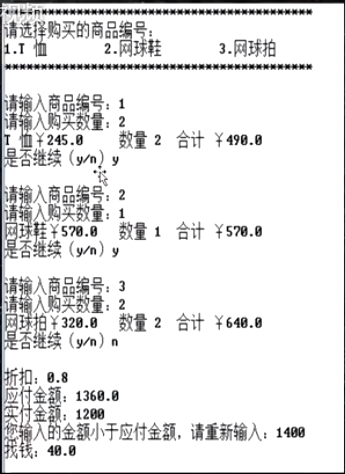 视频
******************************************
请选择购买的商品编号：
1.T 恤 2.网球鞋 3.网球拍
******************************************
请输入商品编号：1
请输入购买数量：2
T 恤￥245.0 数量 2 合计 ￥490.0
是否继续（y/n）y
请输入商品编号：2
请输入购买数量：1
网球鞋￥570.0 数量 1 合计 ￥570.0
是否继续（y/n）y
请输入商品编号：3
请输入购买数量：2
网球拍￥320.0 数量 2 合计 ￥640.0
是否继续（y/n）n
折扣：0.8
应付金额：1360.0
实付金额：1200
您输入的金额小于应付金额，请重新输入：1400
找钱：40.0